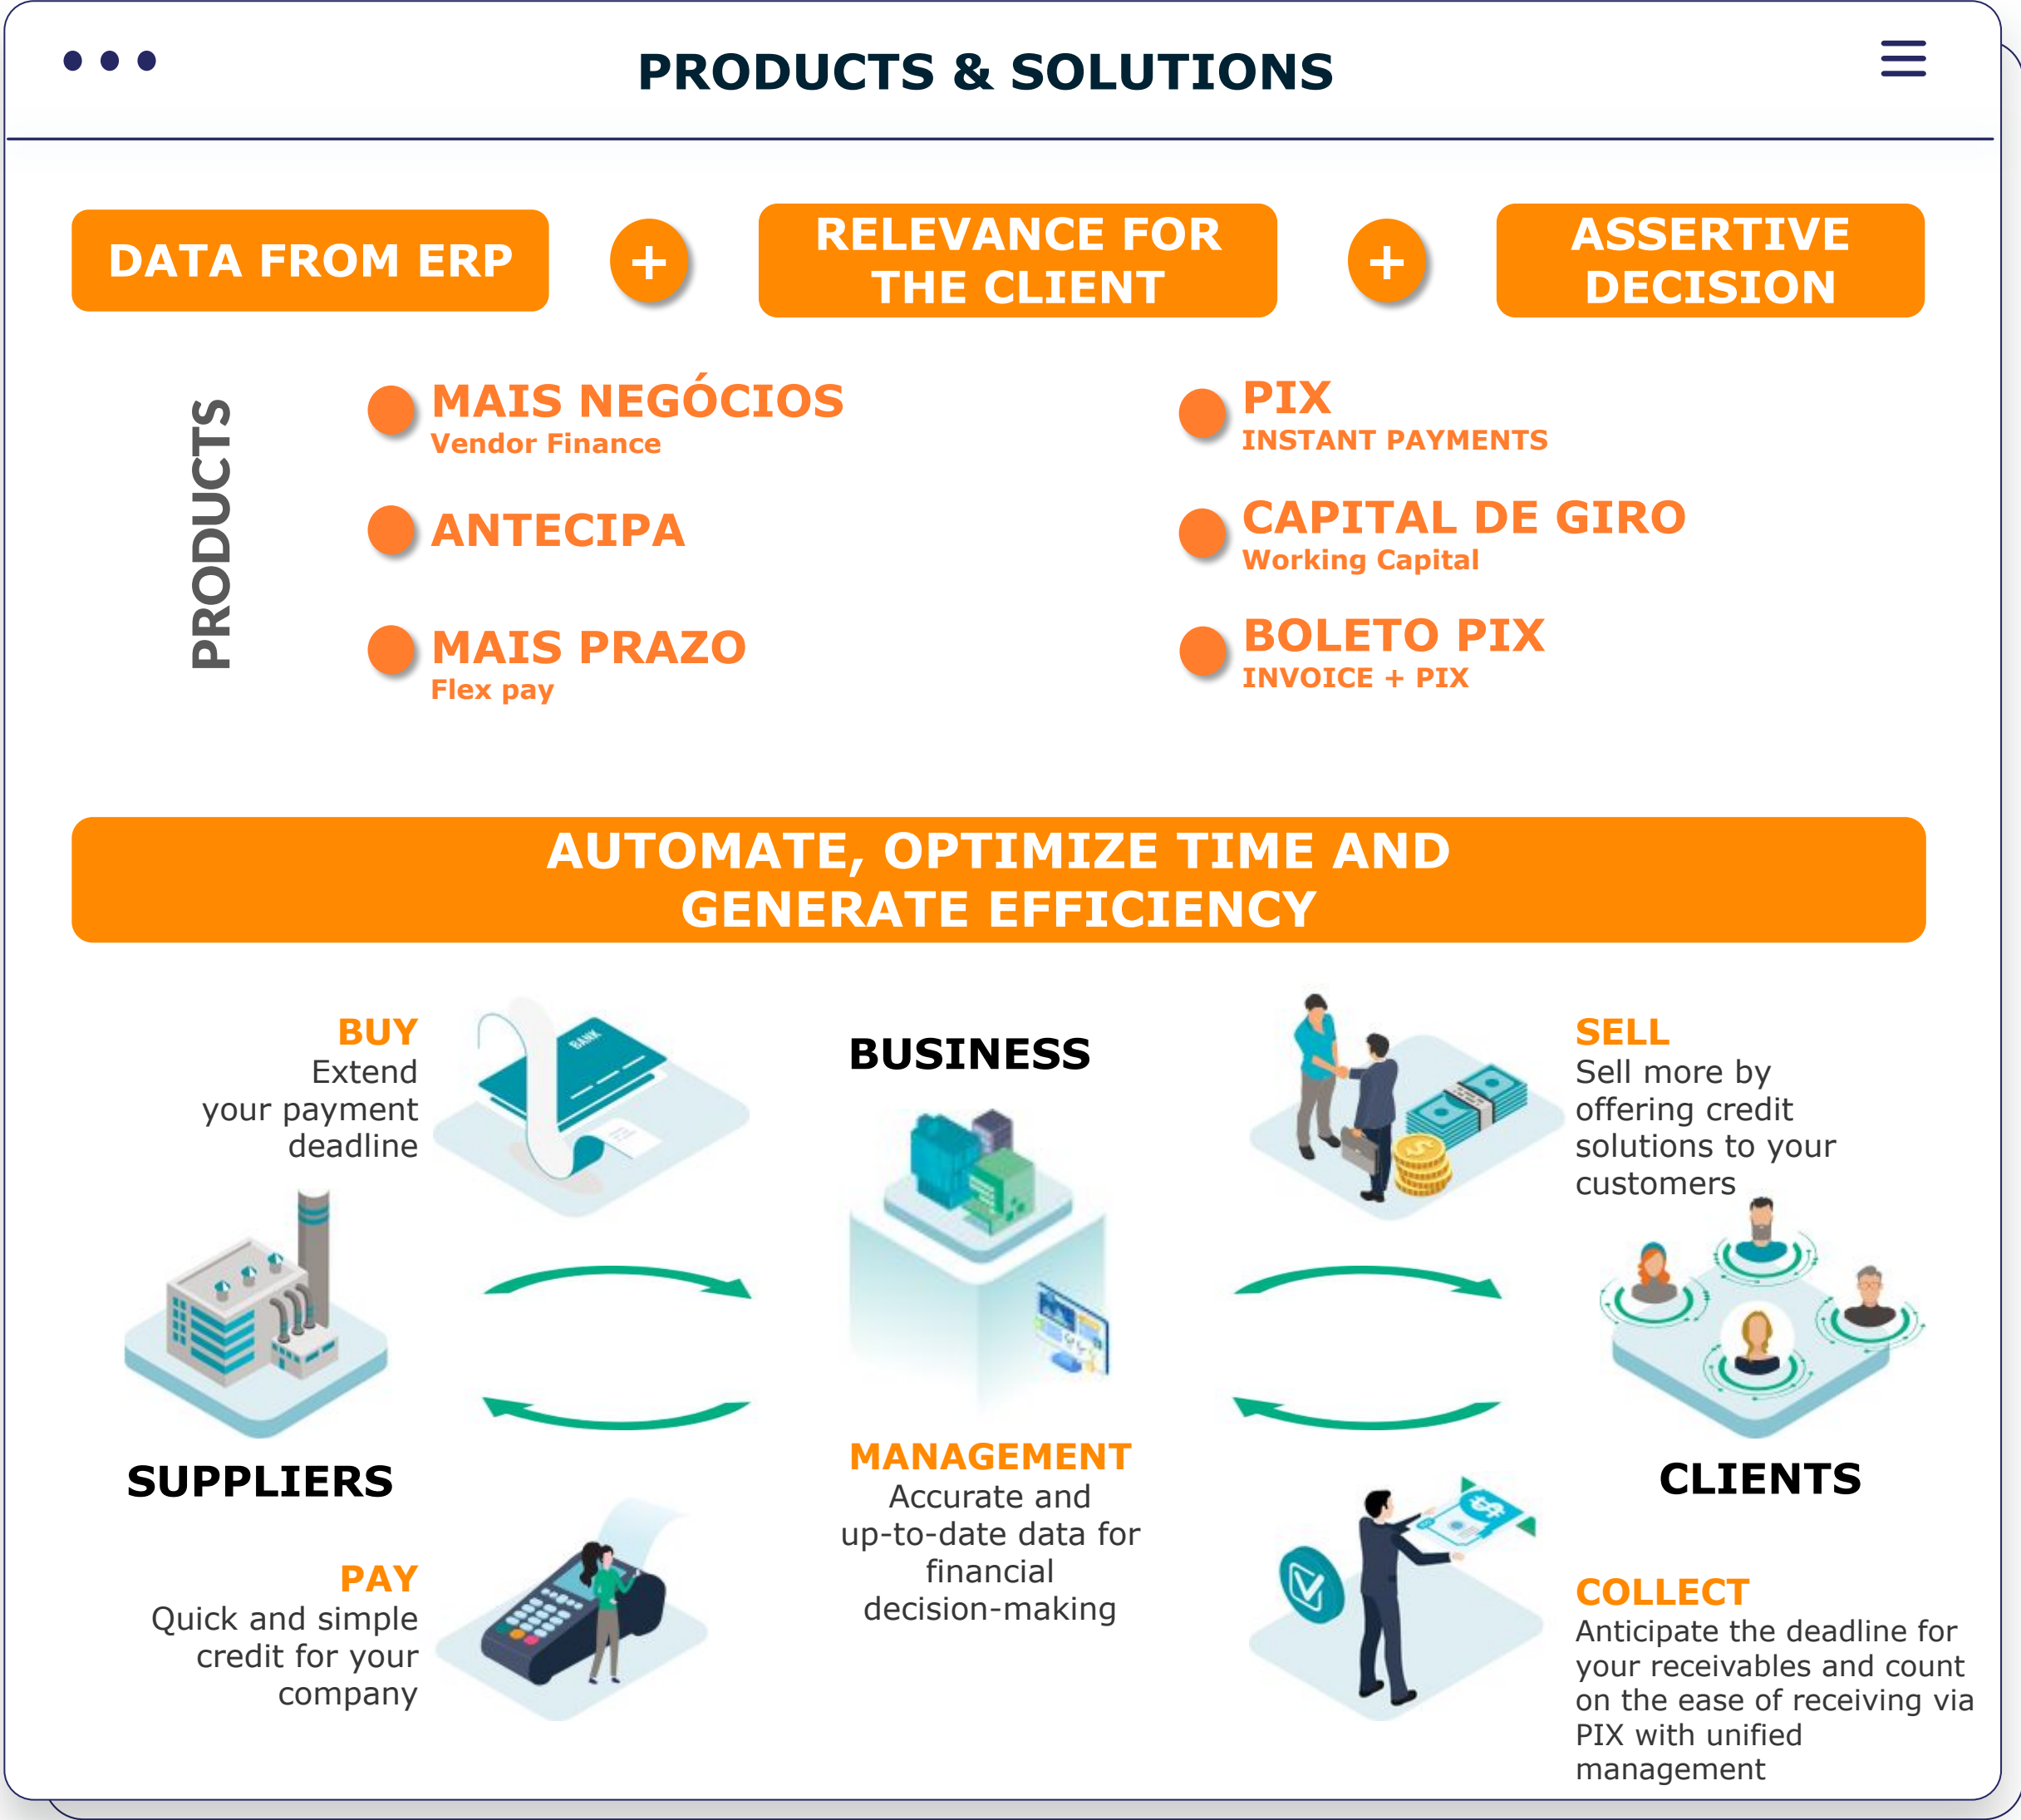 PRODUCTS & SOLUTIONS
DATA FROM ERP
+
RELEVANCE FOR
THE CLIENT
+
ASSERTIVE
DECISION
PRODUCTS
MAIS NEGÓCIOS
Vendor Finance
ANTECIPA
MAIS PRAZO
Flex pay
PIX
INSTANT PAYMENTS
CAPITAL DE GIRO
Working Capital
BOLETO PIX
INVOICE + PIX
AUTOMATE, OPTIMIZE TIME AND
GENERATE EFFICIENCY
BUY
Extend
your payment
deadline
BANK
SUPPLIERS
PAY
Quick and simple
credit for your
company
BUSINESS
MANAGEMENT
Accurate and
up-to-date data for
financial
decision-making
SELL
Sell more by
offering credit
solutions to your
customers
CLIENTS
COLLECT
Anticipate the deadline for
your receivables and count
on the ease of receiving via
PIX with unified
management